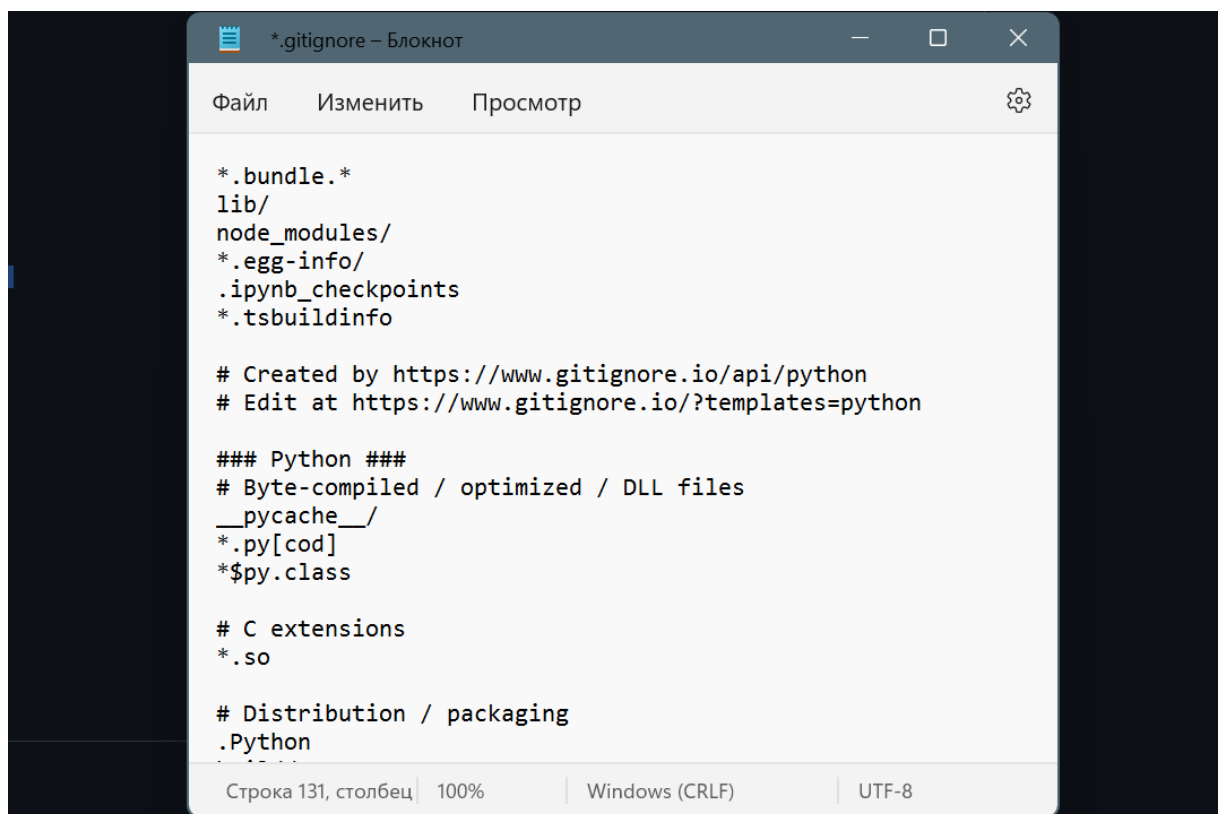 *.gitignore – Блокнот
Файл Изменить Просмотр
*.bundle.*
lib/
node_modules/
*.egg-info/
.ipynb_checkpoints
*.tsbuildinfo
# Created by https://www.gitignore.io/api/python
# Edit at https://www.gitignore.io/?templates=python
### Python ###
# Byte-compiled / optimized / DLL files
__pycache__/
*.py[cod]
*$py.class
# C extensions
*.so
# Distribution / packaging
.Python
Строка 131, столбец 100% Windows (CRLF) UTF-8